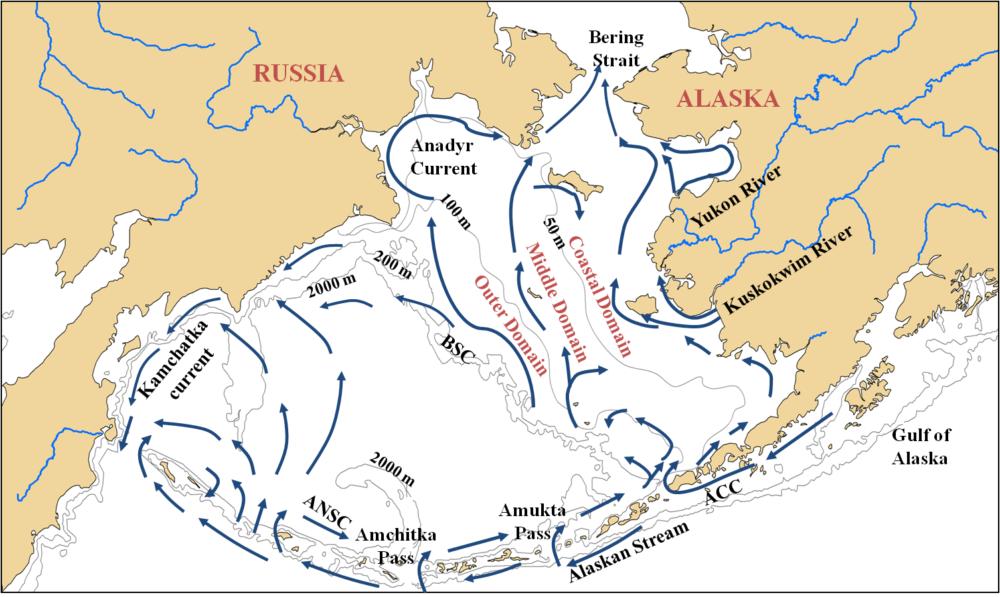 Bering
Strait
RUSSIA
ALASKA
Anadyr
Current
Yukon River
100 m
50 m
Kuskokwim River
200 m
2000 m
Outer Domain
Middle Domain
Coastal Domain
BSC
Kamchatka
current
Gulf of
Alaska
2000 m
ACC
ANSC
Amchitka
Pass
Amukta
Pass
Alaskan Stream